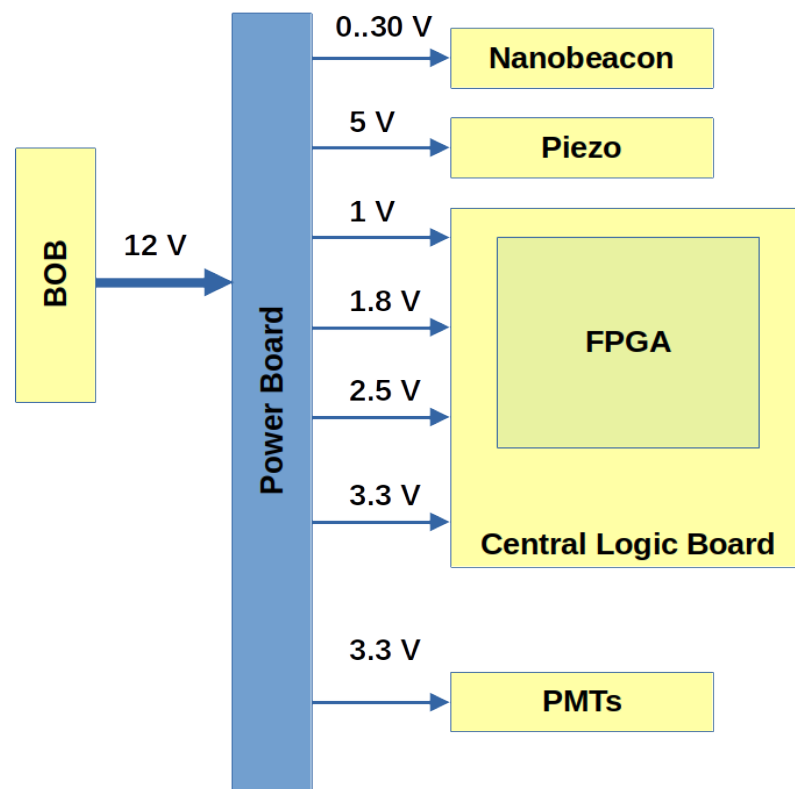 0..30 V
Nanobeacon
5 V
Piezo
BOB
12 V
Power Board
1 V
1.8 V
FPGA
2.5 V
3.3 V
Central Logic Board
3.3 V
PMTs